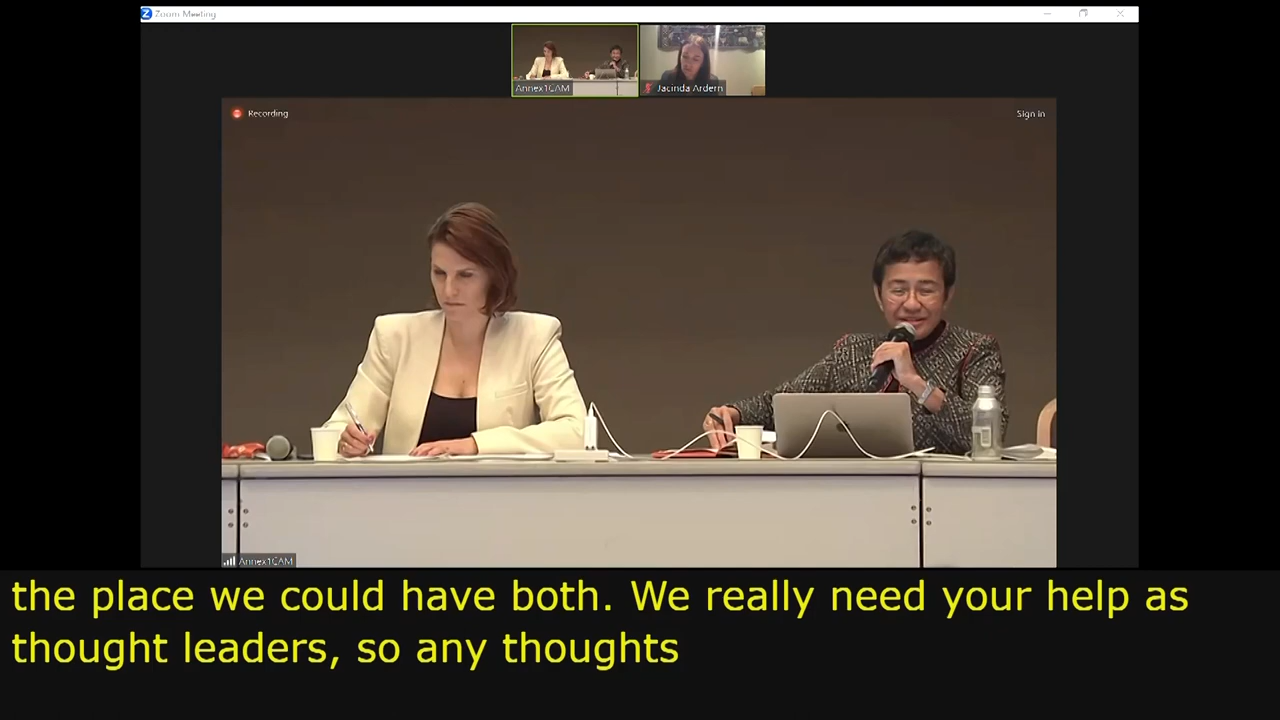 Zoom Meeting
Annex1CAM
Jacinda Ardern
Recording
Sign in
Annex1CAM
the place we could have both. We really need your help as
thought leaders, so any thoughts